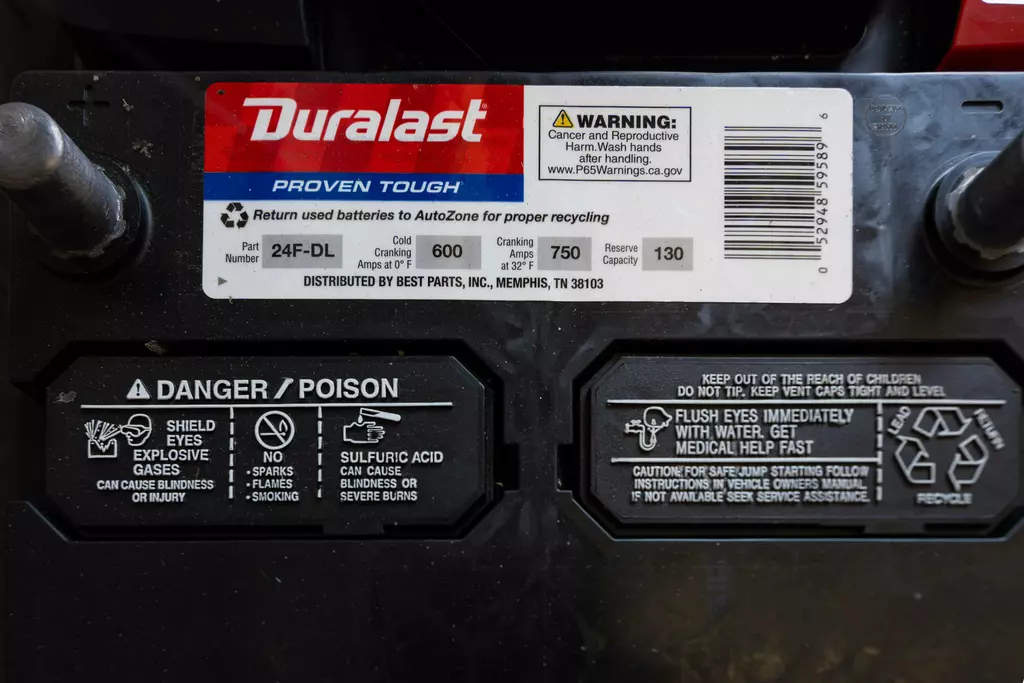 Duralast
PROVEN TOUGH
WARNING:
Cancer and Reproductive
Harm.Wash hands
after handling.
www.P65Warnings.ca.gov
Return used batteries to AutoZone for proper recycling
Part Number 24F-DL
Cold Cranking Amps at 0° F 600
Cranking Amps at 32° F 750
Reserve Capacity 130
DISTRIBUTED BY BEST PARTS, INC., MEMPHIS, TN 38103
0 52948 59589 6
DANGER / POISON
SHIELD
EYES
EXPLOSIVE
GASES
CAN CAUSE BLINDNESS
OR INJURY
NO
•SPARKS
•FLAMES
•SMOKING
SULFURIC ACID
CAN CAUSE
BLINDNESS OR
SEVERE BURNS
KEEP OUT OF THE REACH OF CHILDREN
DO NOT TIP. KEEP VENT CAPS TIGHT AND LEVEL
FLUSH EYES IMMEDIATELY
WITH WATER. GET
MEDICAL HELP FAST
CAUTION: FOR SAFE JUMP STARTING FOLLOW
INSTRUCTIONS IN VEHICLE OWNERS MANUAL.
IF NOT AVAILABLE SEEK SERVICE ASSISTANCE.
LEAD
RETURN
RECYCLE